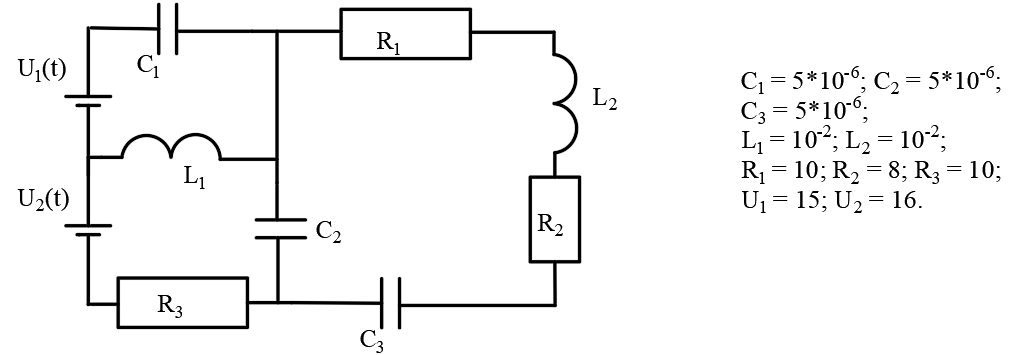 U₁(t)
C₁
R₁
L₂
L₁
U₂(t)
C₂
R₂
R₃
C₃
C₁ = 5*10⁻⁶; C₂ = 5*10⁻⁶;
C₃ = 5*10⁻⁶;
L₁ = 10⁻²; L₂ = 10⁻²;
R₁ = 10; R₂ = 8; R₃ = 10;
U₁ = 15; U₂ = 16.